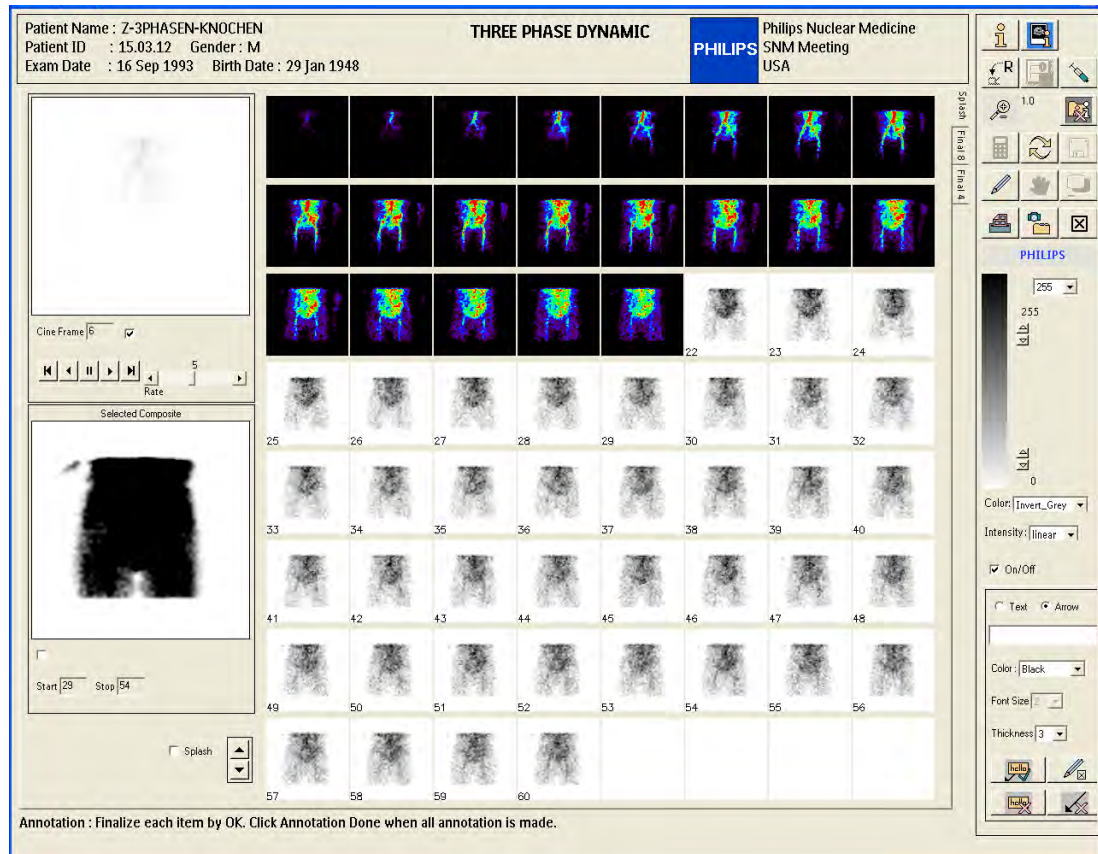 Patient Name : Z-3PHASEN-KNOCHEN
Patient ID : 15.03.12 Gender : M
Exam Date : 16 Sep 1993 Birth Date : 29 Jan 1948
THREE PHASE DYNAMIC
PHILIPS
Philips Nuclear Medicine
SNM Meeting
USA
R
1.0
Splash
Final 8
Final 4
PHILIPS
255
255
0
Color: Invert_Grey
Intensity: linear
On/Off
Text Arrow
Color: Black
Font Size 2
Thickness 3
hello
hello
Cine Frame 6
5
Rate
Selected Composite
Start 29 Stop 54
Splash
22 23 24
25 26 27 28 29 30 31 32
33 34 35 36 37 38 39 40
41 42 43 44 45 46 47 48
49 50 51 52 53 54 55 56
57 58 59 60
Annotation : Finalize each item by OK. Click Annotation Done when all annotation is made.